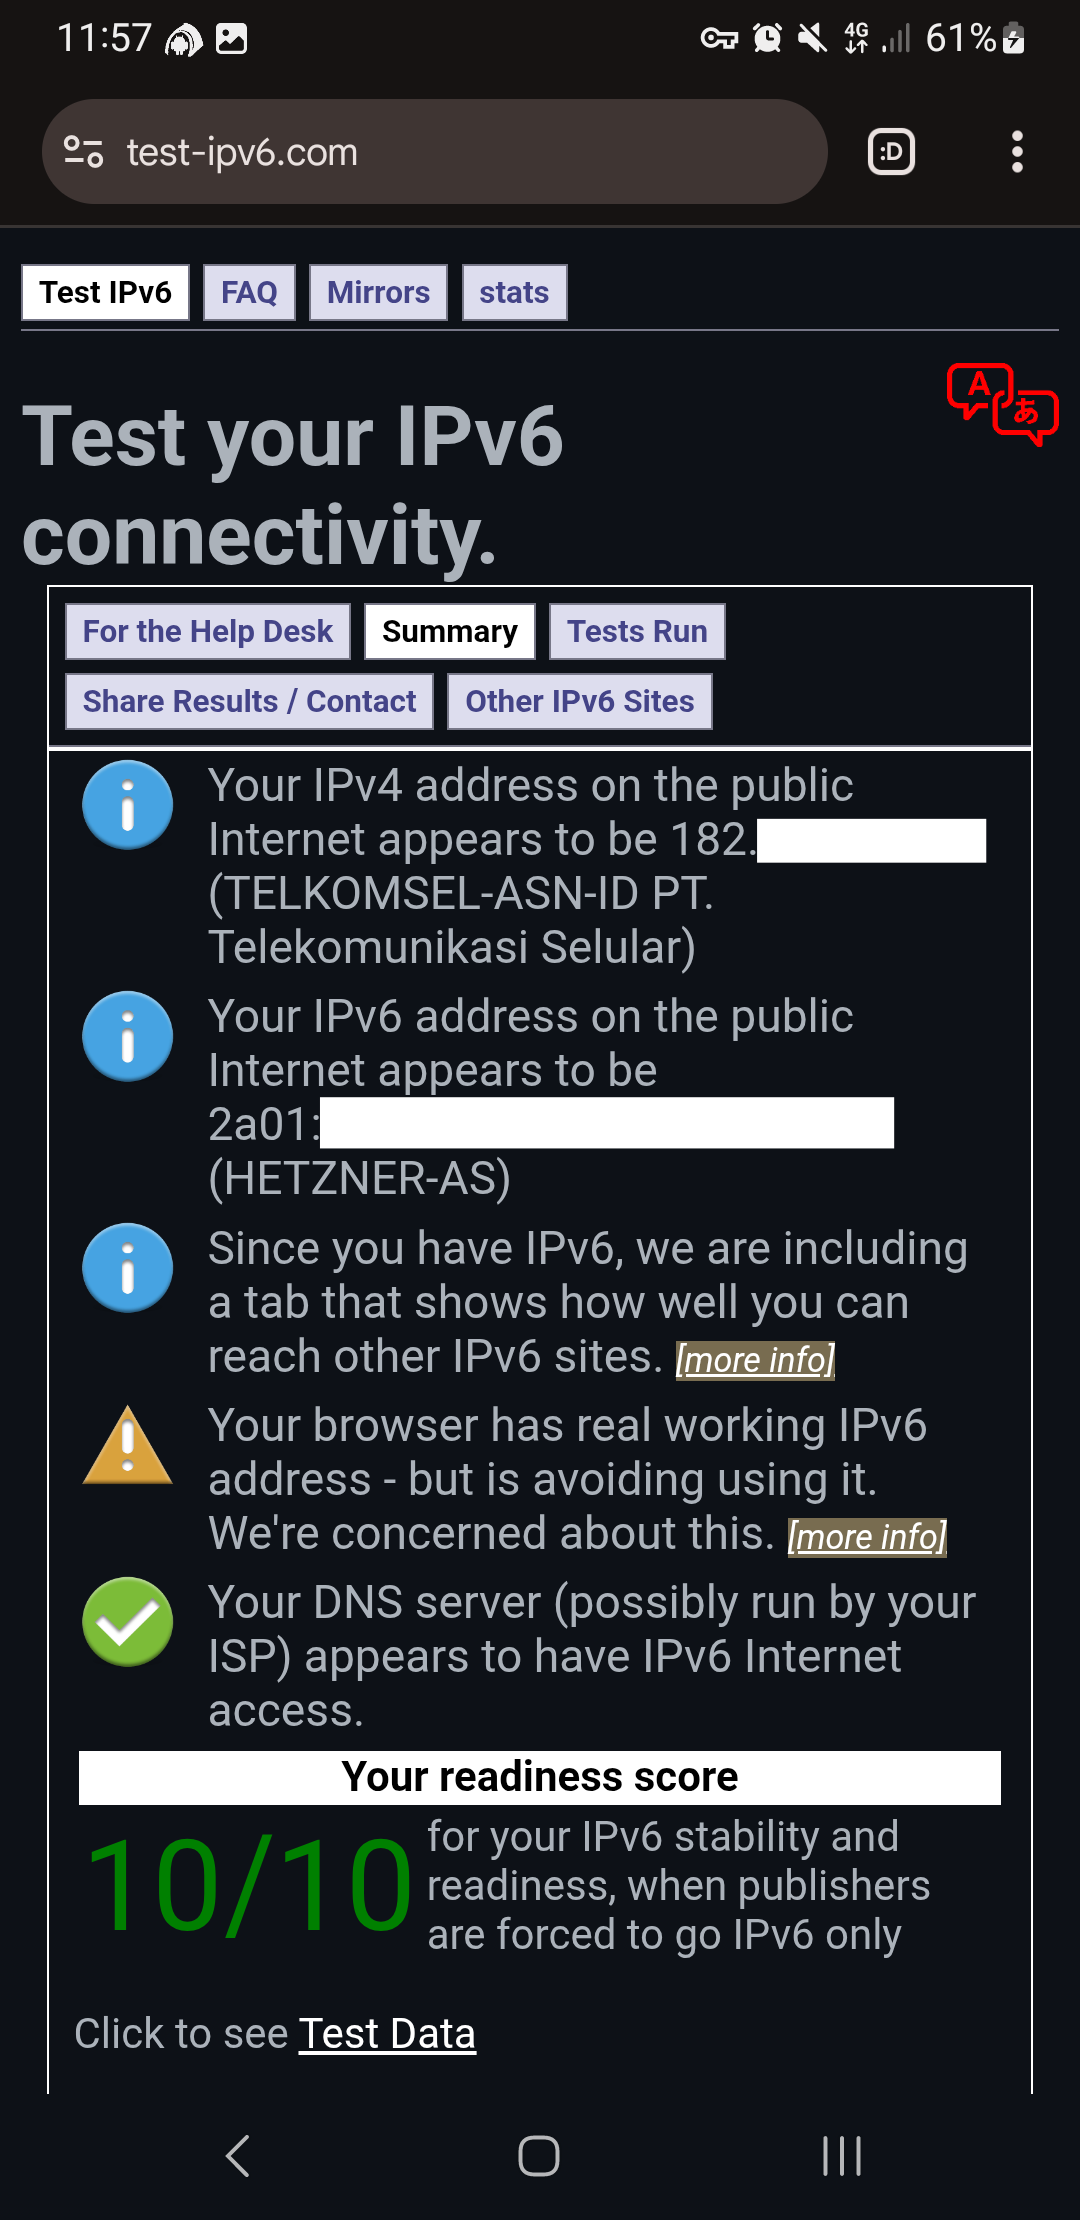 11:57
4G
61%
test-ipv6.com
:D
Test IPv6 FAQ Mirrors stats
A あ
Test your IPv6
connectivity.
For the Help Desk Summary Tests Run
Share Results / Contact Other IPv6 Sites
Your IPv4 address on the public
Internet appears to be 182.
(TELKOMSEL-ASN-ID PT.
Telekomunikasi Selular)
Your IPv6 address on the public
Internet appears to be
2a01:
(HETZNER-AS)
Since you have IPv6, we are including
a tab that shows how well you can
reach other IPv6 sites. [more info]
Your browser has real working IPv6
address - but is avoiding using it.
We're concerned about this. [more info]
Your DNS server (possibly run by your
ISP) appears to have IPv6 Internet
access.
Your readiness score
10/10
for your IPv6 stability and
readiness, when publishers
are forced to go IPv6 only
Click to see Test Data